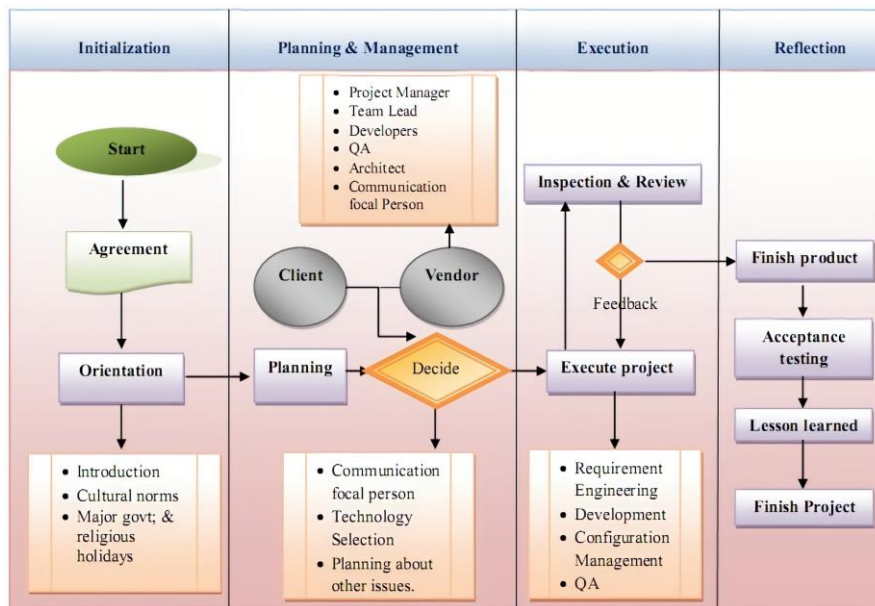 Initialization
Planning & Management
Execution
Reflection
Start
Agreement
Orientation
• Introduction
• Cultural norms
• Major govt; &
religious
holidays
• Project Manager
• Team Lead
• Developers
• QA
• Architect
• Communication
focal Person
Client
Vendor
Planning
Decide
• Communication
focal person
• Technology
Selection
• Planning about
other issues.
Inspection & Review
Feedback
Execute project
• Requirement
Engineering
• Development
• Configuration
Management
• QA
Finish product
Acceptance
testing
Lesson learned
Finish Project